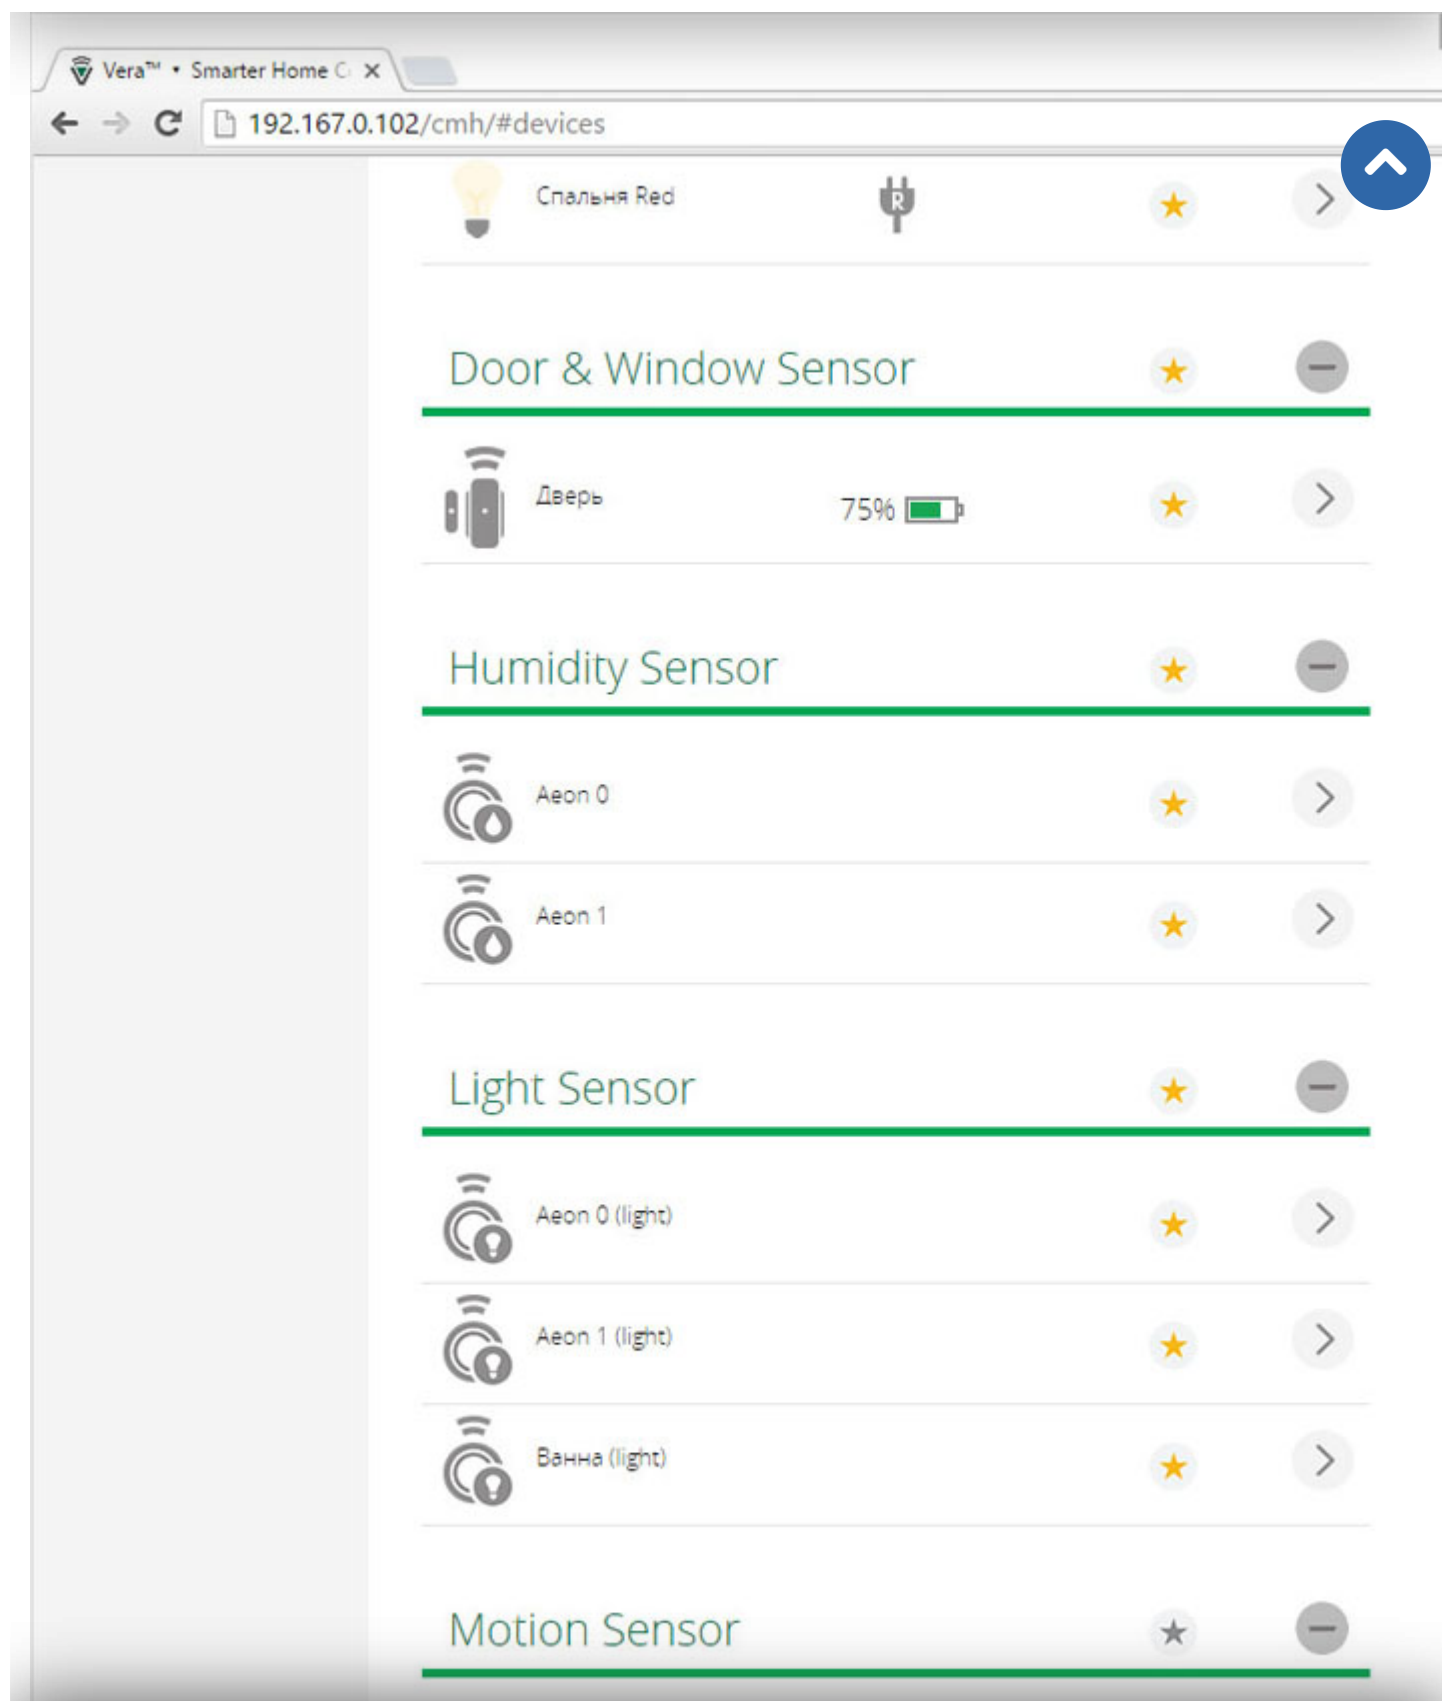 Vera™ • Smarter Home C
192.167.0.102/cmh/#devices
Спальня Red
R
Door & Window Sensor
Дверь
75%
Humidity Sensor
Aeon 0
Aeon 1
Light Sensor
Aeon 0 (light)
Aeon 1 (light)
Ванна (light)
Motion Sensor